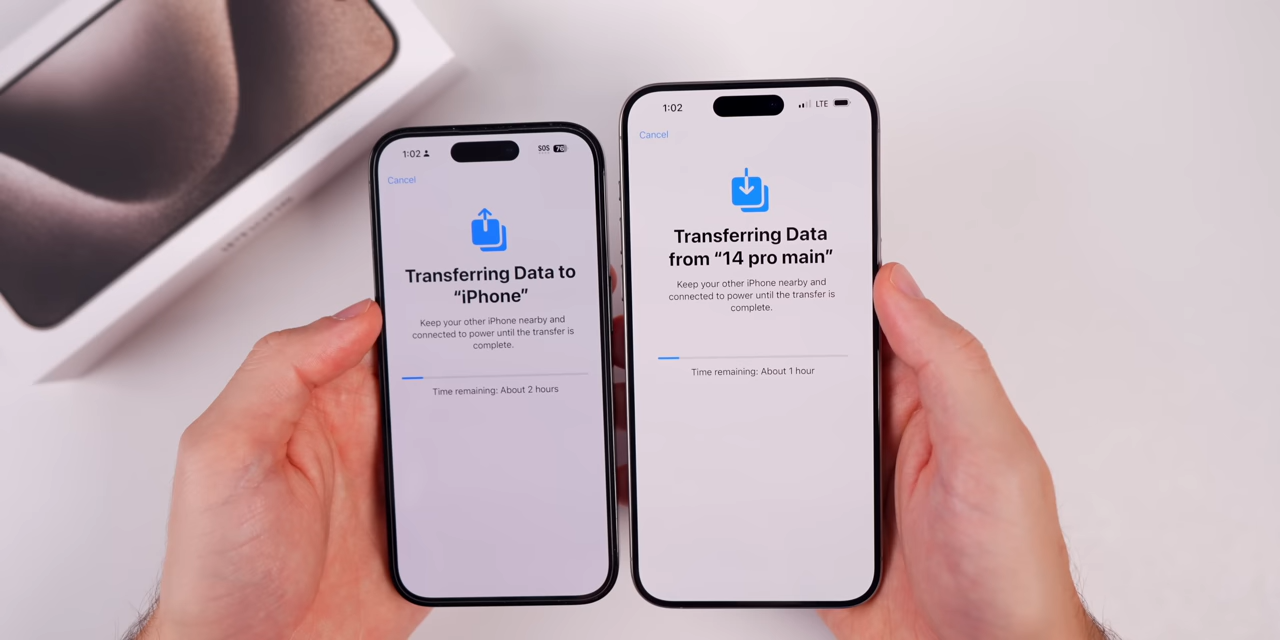 1:02
SOS 76
Cancel
Transferring Data to
“iPhone”
Keep your other iPhone nearby and
connected to power until the transfer is
complete.
Time remaining: About 2 hours
1:02
LTE
Cancel
Transferring Data
from “14 pro main”
Keep your other iPhone nearby and
connected to power until the transfer is
complete.
Time remaining: About 1 hour